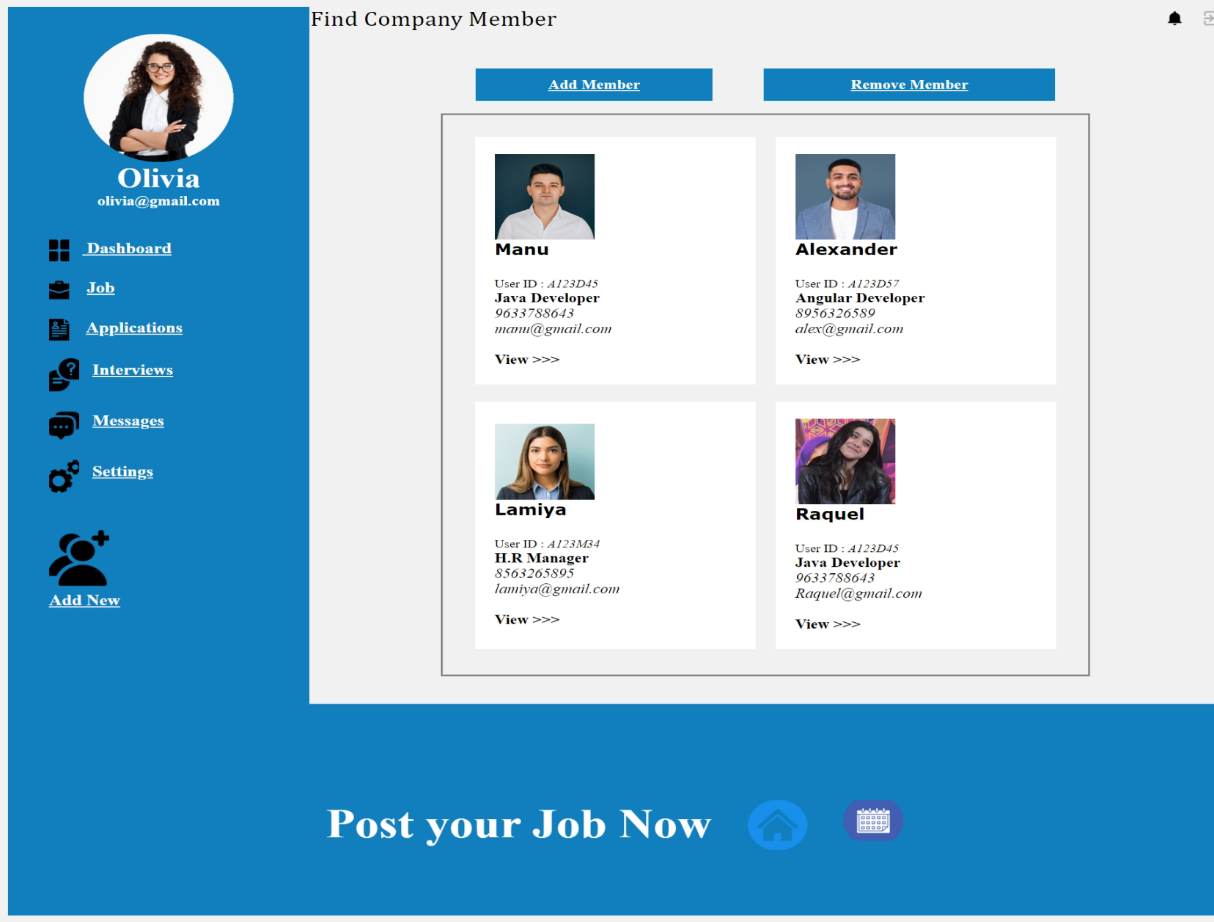 Find Company Member
Olivia
olivia@gmail.com
Dashboard
Job
Applications
Interviews
Messages
Settings
Add New
Add Member
Remove Member
Manu
User ID : A123D45
Java Developer
9633788643
manu@gmail.com
View >>>
Alexander
User ID : A123D57
Angular Developer
8956326589
alex@gmail.com
View >>>
Lamiya
User ID : A123M34
H.R Manager
8563265895
lamiya@gmail.com
View >>>
Raquel
User ID : A123D45
Java Developer
9633788643
Raquel@gmail.com
View >>>
Post your Job Now